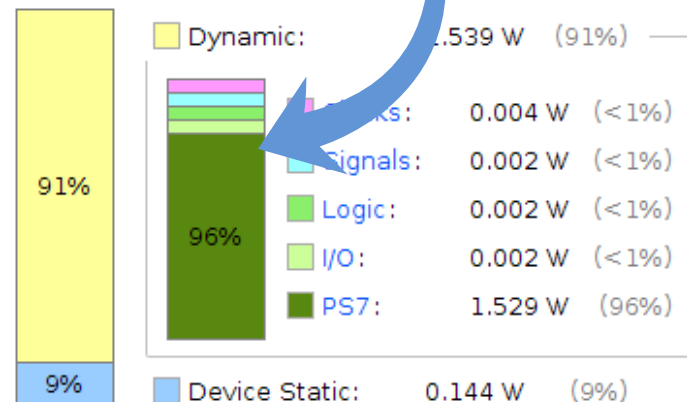 Dynamic: .539 W (91%)
0.004 W (<1%)
Signals: 0.002 W (<1%)
91%
Logic: 0.002 W (<1%)
96%
I/O: 0.002 W (<1%)
PS7: 1.529 W (96%)
9%
Device Static: 0.144 W (9%)